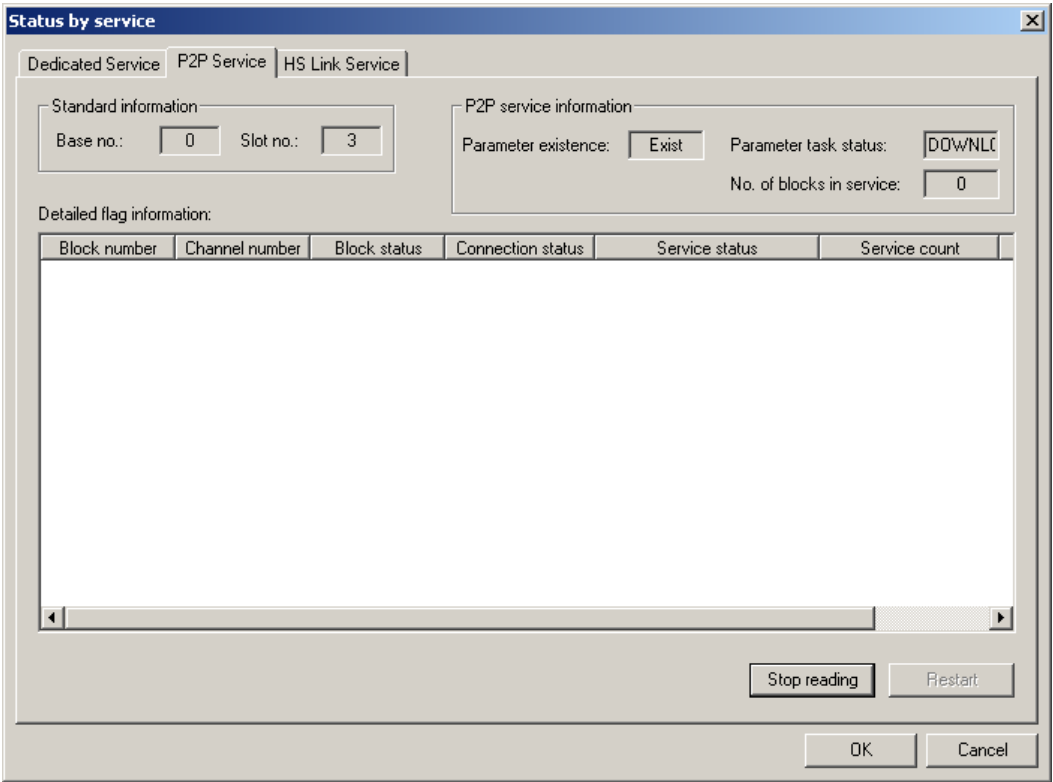 Status by service
Dedicated Service P2P Service HS Link Service
Standard information
Base no.: 0 Slot no.: 3
P2P service information
Parameter existence: Exist Parameter task status: DOWNLO
No. of blocks in service: 0
Detailed flag information:
Block number Channel number Block status Connection status Service status Service count
Stop reading Restart
OK Cancel